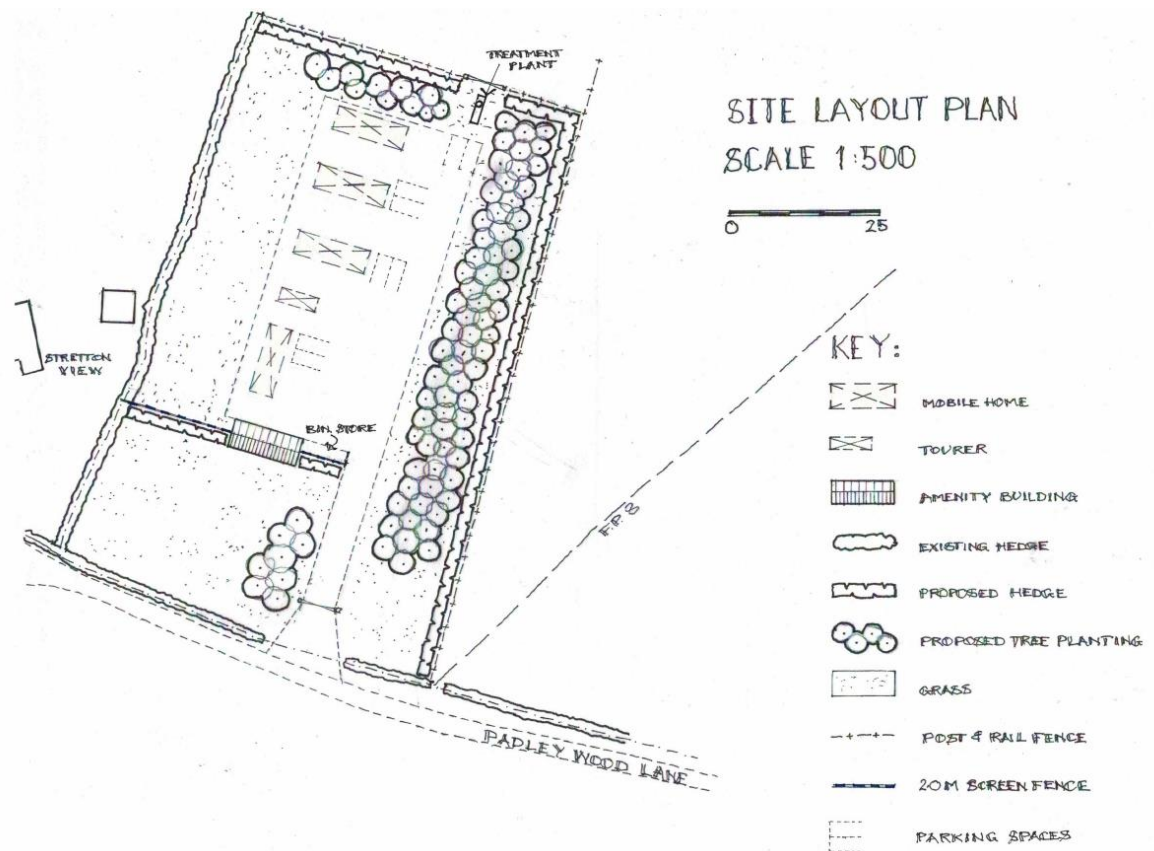 TREATMENT
PLANT
SITE LAYOUT PLAN
SCALE 1:500
0 25
STRETTON
VIEW
BIN STORE
F.P. 8
PADLEY WOOD LANE
KEY:
MOBILE HOME
TOURER
AMENITY BUILDING
EXISTING HEDGE
PROPOSED HEDGE
PROPOSED TREE PLANTING
GRASS
POST & RAIL FENCE
2.0M SCREEN FENCE
PARKING SPACES